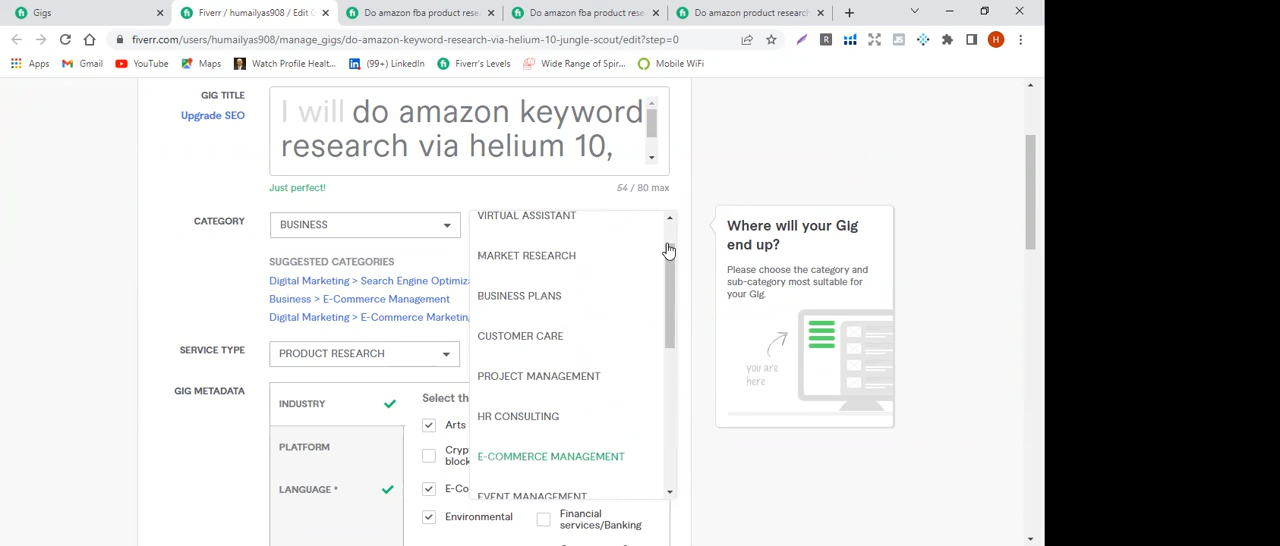 Gigs
Fiverr / humailyas908 / Edit G
Do amazon fba product rese
Do amazon fba product rese
Do amazon product research
fiverr.com/users/humailyas908/manage_gigs/do-amazon-keyword-research-via-helium-10-jungle-scout/edit?step=0
R
JS
H
Apps
Gmail
YouTube
Maps
Watch Profile Healt...
(99+) LinkedIn
Fiverr's Levels
Wide Range of Spir...
Mobile WiFi
GIG TITLE
Upgrade SEO
I will do amazon keyword
research via helium 10,
Just perfect!
54 / 80 max
CATEGORY
BUSINESS
SUGGESTED CATEGORIES
Digital Marketing > Search Engine Optimiza
Business > E-Commerce Management
Digital Marketing > E-Commerce Marketin
VIRTUAL ASSISTANT
MARKET RESEARCH
BUSINESS PLANS
CUSTOMER CARE
PROJECT MANAGEMENT
HR CONSULTING
E-COMMERCE MANAGEMENT
EVENT MANAGEMENT
SERVICE TYPE
PRODUCT RESEARCH
GIG METADATA
INDUSTRY
PLATFORM
LANGUAGE *
Select th
Arts
Cryp
block
E-Co
Environmental
Financial
services/Banking
Where will your Gig
end up?
Please choose the category and
sub-category most suitable for
your Gig.
you are
here